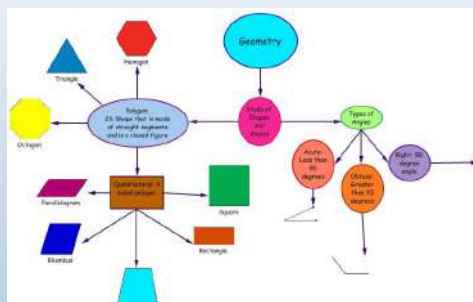 Geometry
Hexagon
Triangle
Polygon
2D Shape that is made
of straight segments
and is a closed figure
Study of
Shapes
and
Angles
Types of
Angles
Octagon
Acute:
Less than
90
degrees
Right: 90
degree
angle
Obtuse:
Greater
than 90
degrees
Quadrilateral: 4
sided polygon
Parallelogram
Square
Rhombus
Rectangle